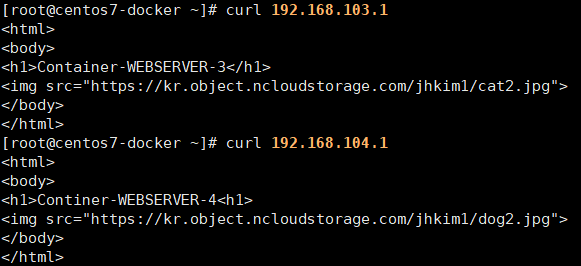 [root@centos7-docker ~]# curl 192.168.103.1
<html>
<body>
<h1>Container-WEBSERVER-3</h1>
<img src="https://kr.object.ncloudstorage.com/jhkim1/cat2.jpg">
</body>
</html>
[root@centos7-docker ~]# curl 192.168.104.1
<html>
<body>
<h1>Continer-WEBSERVER-4<h1>
<img src="https://kr.object.ncloudstorage.com/jhkim1/dog2.jpg">
</body>
</html>